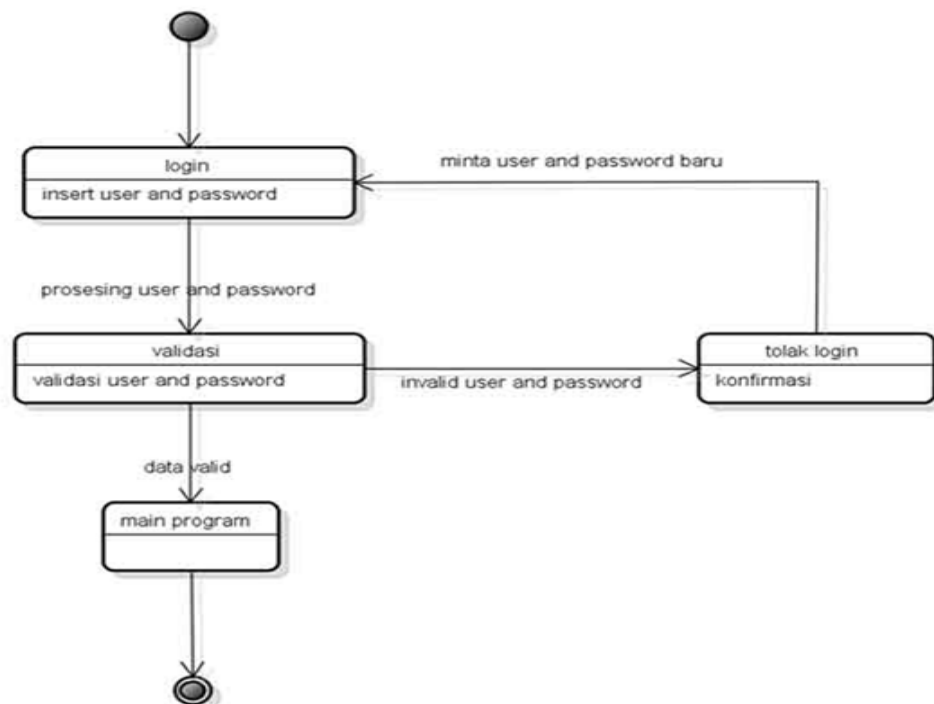 login
insert user and password
minta user and password baru
prosesing user and password
validasi
validasi user and password
invalid user and password
tolak login
konfirmasi
data valid
main program